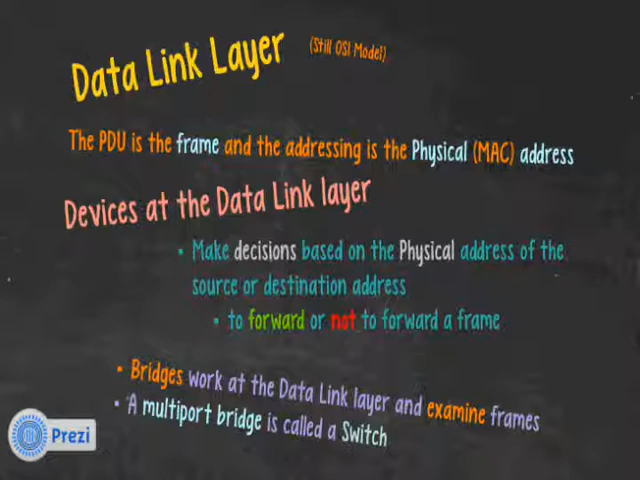 Data Link Layer (Still OSI Model)
The PDU is the frame and the addressing is the Physical (MAC) address
Devices at the Data Link layer
• Make decisions based on the Physical address of the
source or destination address
• to forward or not to forward a frame
• Bridges work at the Data Link layer and examine frames
• A multiport bridge is called a Switch
Prezi